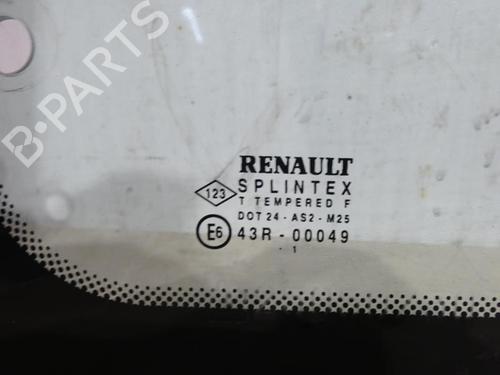 B-PARTS
RENAULT
123 SPLINTEX
T TEMPERED F
DOT 24 - AS2 - M25
E6 43R - 00049
- 1